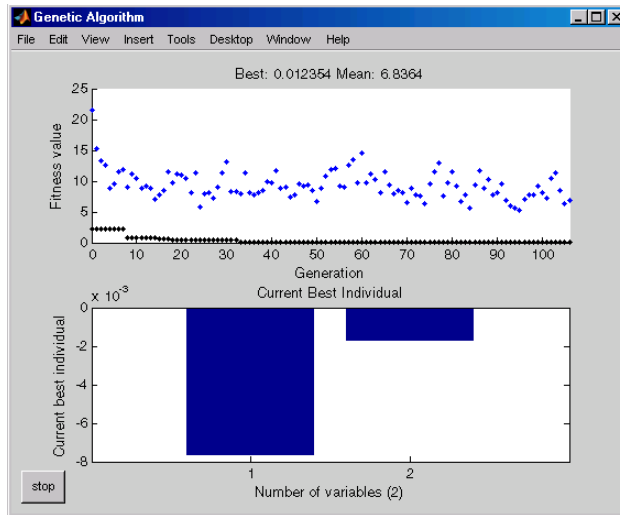 Genetic Algorithm
File Edit View Insert Tools Desktop Window Help
Best: 0.012354 Mean: 6.8364
Fitness value
25
20
15
10
5
0
0 10 20 30 40 50 60 70 80 90 100
Generation
x 10⁻³
Current Best Individual
Current best individual
0
-2
-4
-6
-8
1 2
Number of variables (2)
stop